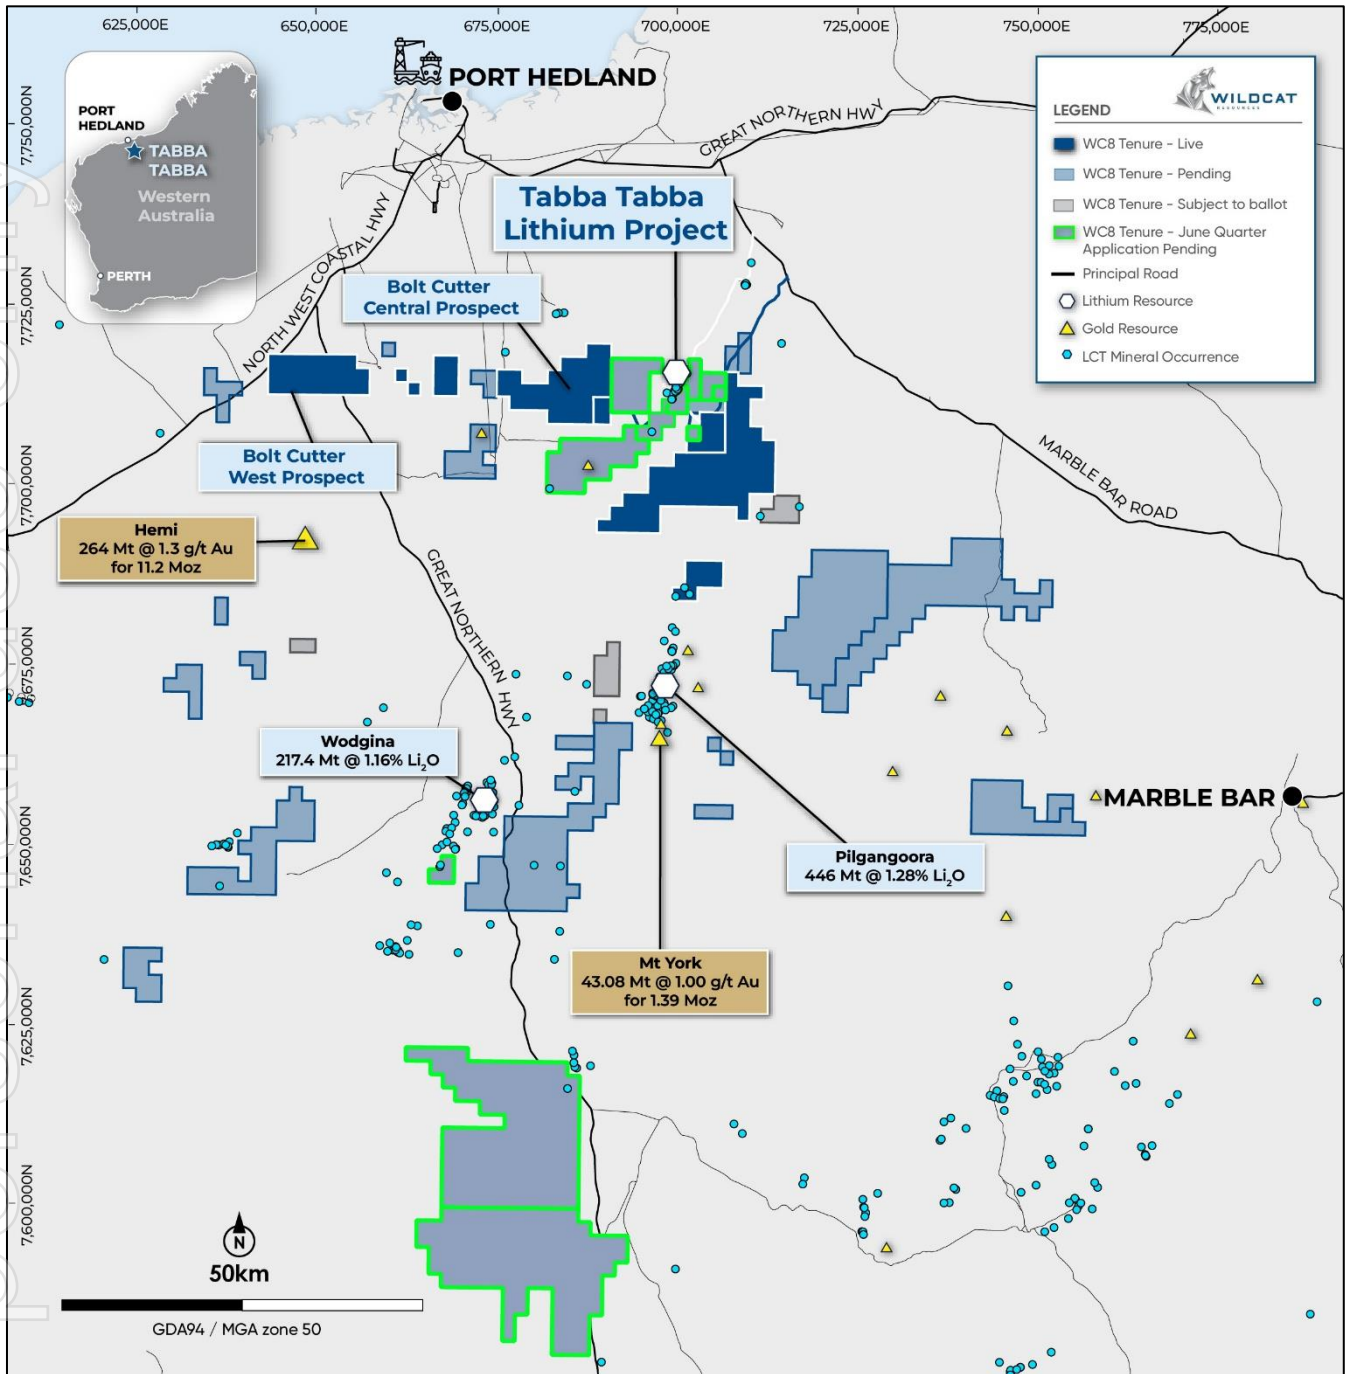 625,000E
650,000E
675,000E
700,000E
725,000E
750,000E
775,000E
7,750,000N
7,725,000N
7,700,000N
7,675,000N
7,650,000N
7,625,000N
7,600,000N
PORT
HEDLAND
TABBA
TABBA
Western
Australia
PERTH
PORT HEDLAND
GREAT NORTHERN HWY
NORTH WEST COASTAL HWY
Tabba Tabba
Lithium Project
Bolt Cutter
Central Prospect
Bolt Cutter
West Prospect
WILDCAT
RESOURCES
LEGEND
WC8 Tenure - Live
WC8 Tenure - Pending
WC8 Tenure - Subject to ballot
WC8 Tenure - June Quarter
Application Pending
Principal Road
Lithium Resource
Gold Resource
LCT Mineral Occurrence
MARBLE BAR ROAD
Hemi
264 Mt @ 1.3 g/t Au
for 11.2 Moz
GREAT NORTHERN HWY
Wodgina
217.4 Mt @ 1.16% Li₂O
MARBLE BAR
Pilgangoora
446 Mt @ 1.28% Li₂O
Mt York
43.08 Mt @ 1.00 g/t Au
for 1.39 Moz
N
50km
GDA94 / MGA zone 50